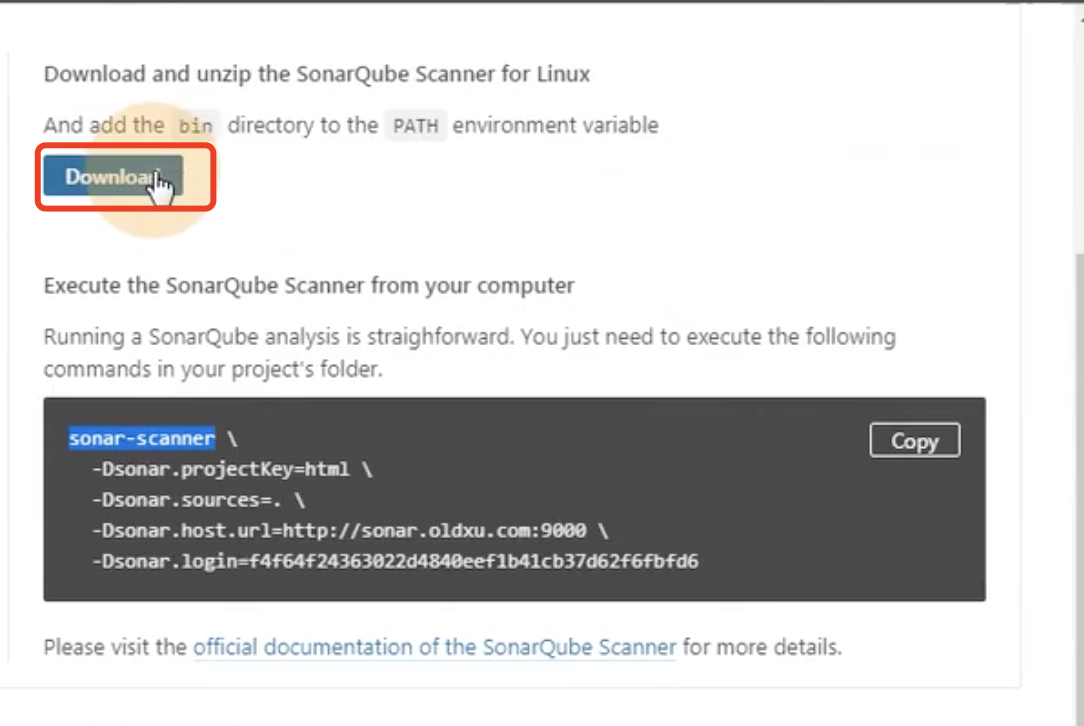 Download and unzip the SonarQube Scanner for Linux
And add the bin directory to the PATH environment variable
Download
Execute the SonarQube Scanner from your computer
Running a SonarQube analysis is straighforward. You just need to execute the following
commands in your project's folder.
sonar-scanner \
Copy
-Dsonar.projectKey=html \
-Dsonar.sources=. \
-Dsonar.host.url=http://sonar.oldxu.com:9000 \
-Dsonar.login=f4f64f24363022d4840eef1b41cb37d62f6fbfd6
Please visit the official documentation of the SonarQube Scanner for more details.